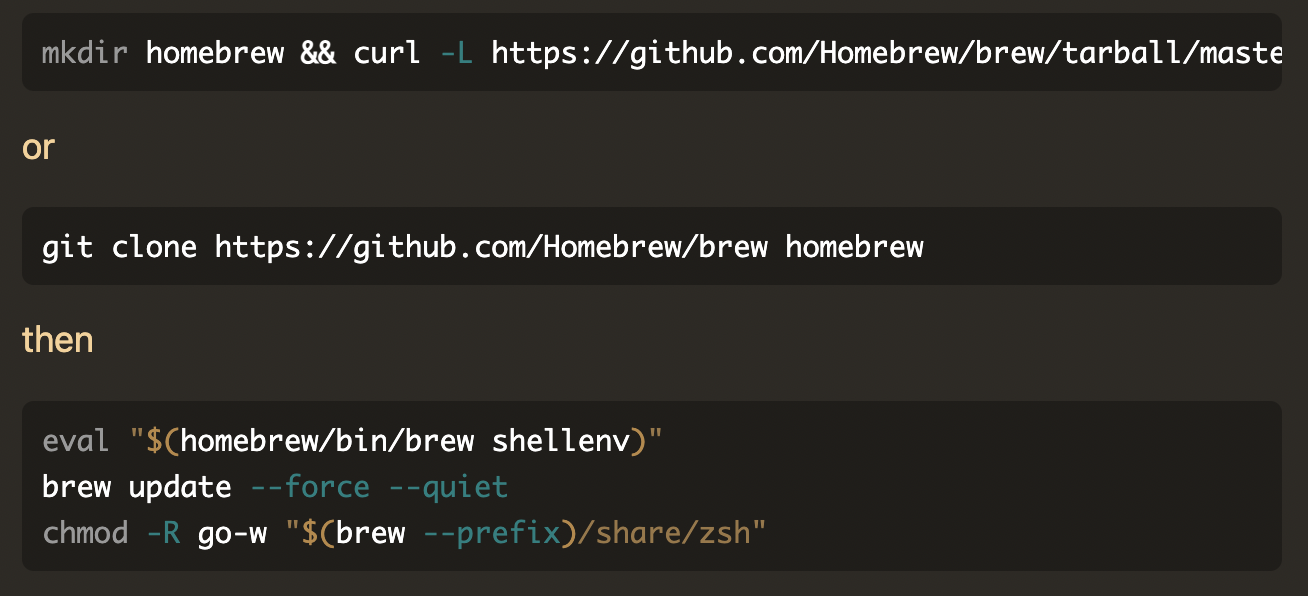 mkdir homebrew && curl -L https://github.com/Homebrew/brew/tarball/maste
or
git clone https://github.com/Homebrew/brew homebrew
then
eval "$(homebrew/bin/brew shellenv)"
brew update --force --quiet
chmod -R go-w "$(brew --prefix)/share/zsh"